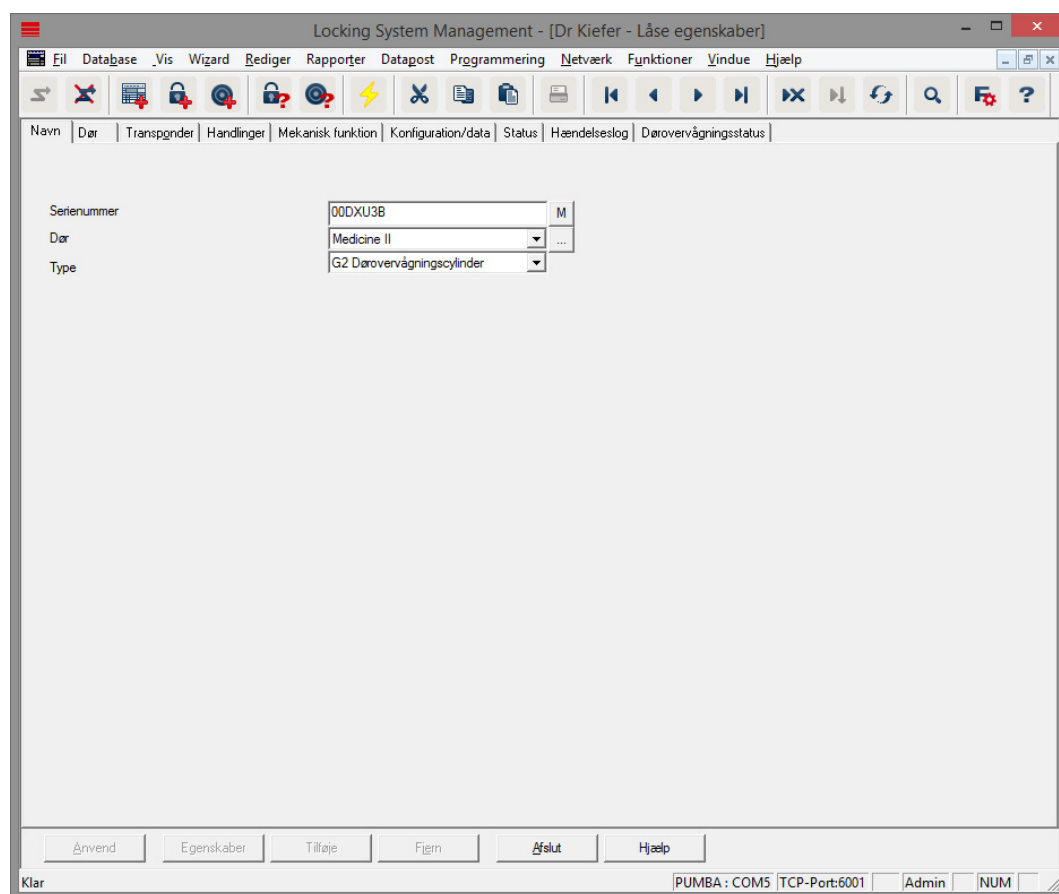 Locking System Management - [Dr Kiefer - Låse egenskaber]
Fil Database Vis Wizard Rediger Rapporter Datapost Programmering Netværk Funktioner Vindue Hjælp
Navn Dør Transponder Handlinger Mekanisk funktion Konfiguration/data Status Hændelseslog Dørovervågningsstatus
Serienummer 00DXU3B M
Dør Medicine II ...
Type G2 Dørovervågningscylinder
Anvend Egenskaber Tilføje Fjern Afslut Hjælp
Klar PUMBA : COM5 TCP-Port:6001 Admin NUM